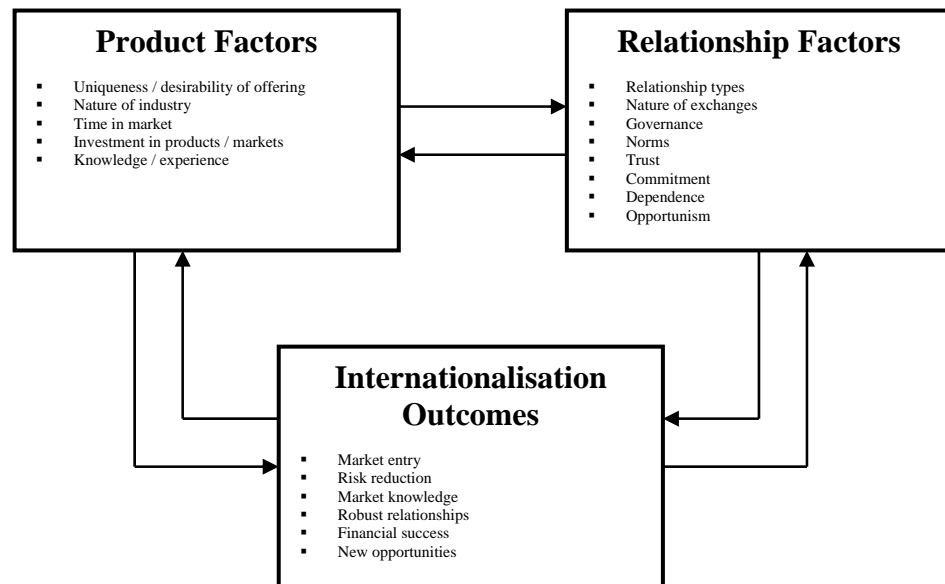 Product Factors
▪ Uniqueness / desirability of offering
▪ Nature of industry
▪ Time in market
▪ Investment in products / markets
▪ Knowledge / experience
Relationship Factors
▪ Relationship types
▪ Nature of exchanges
▪ Governance
▪ Norms
▪ Trust
▪ Commitment
▪ Dependence
▪ Opportunism
Internationalisation
Outcomes
▪ Market entry
▪ Risk reduction
▪ Market knowledge
▪ Robust relationships
▪ Financial success
▪ New opportunities